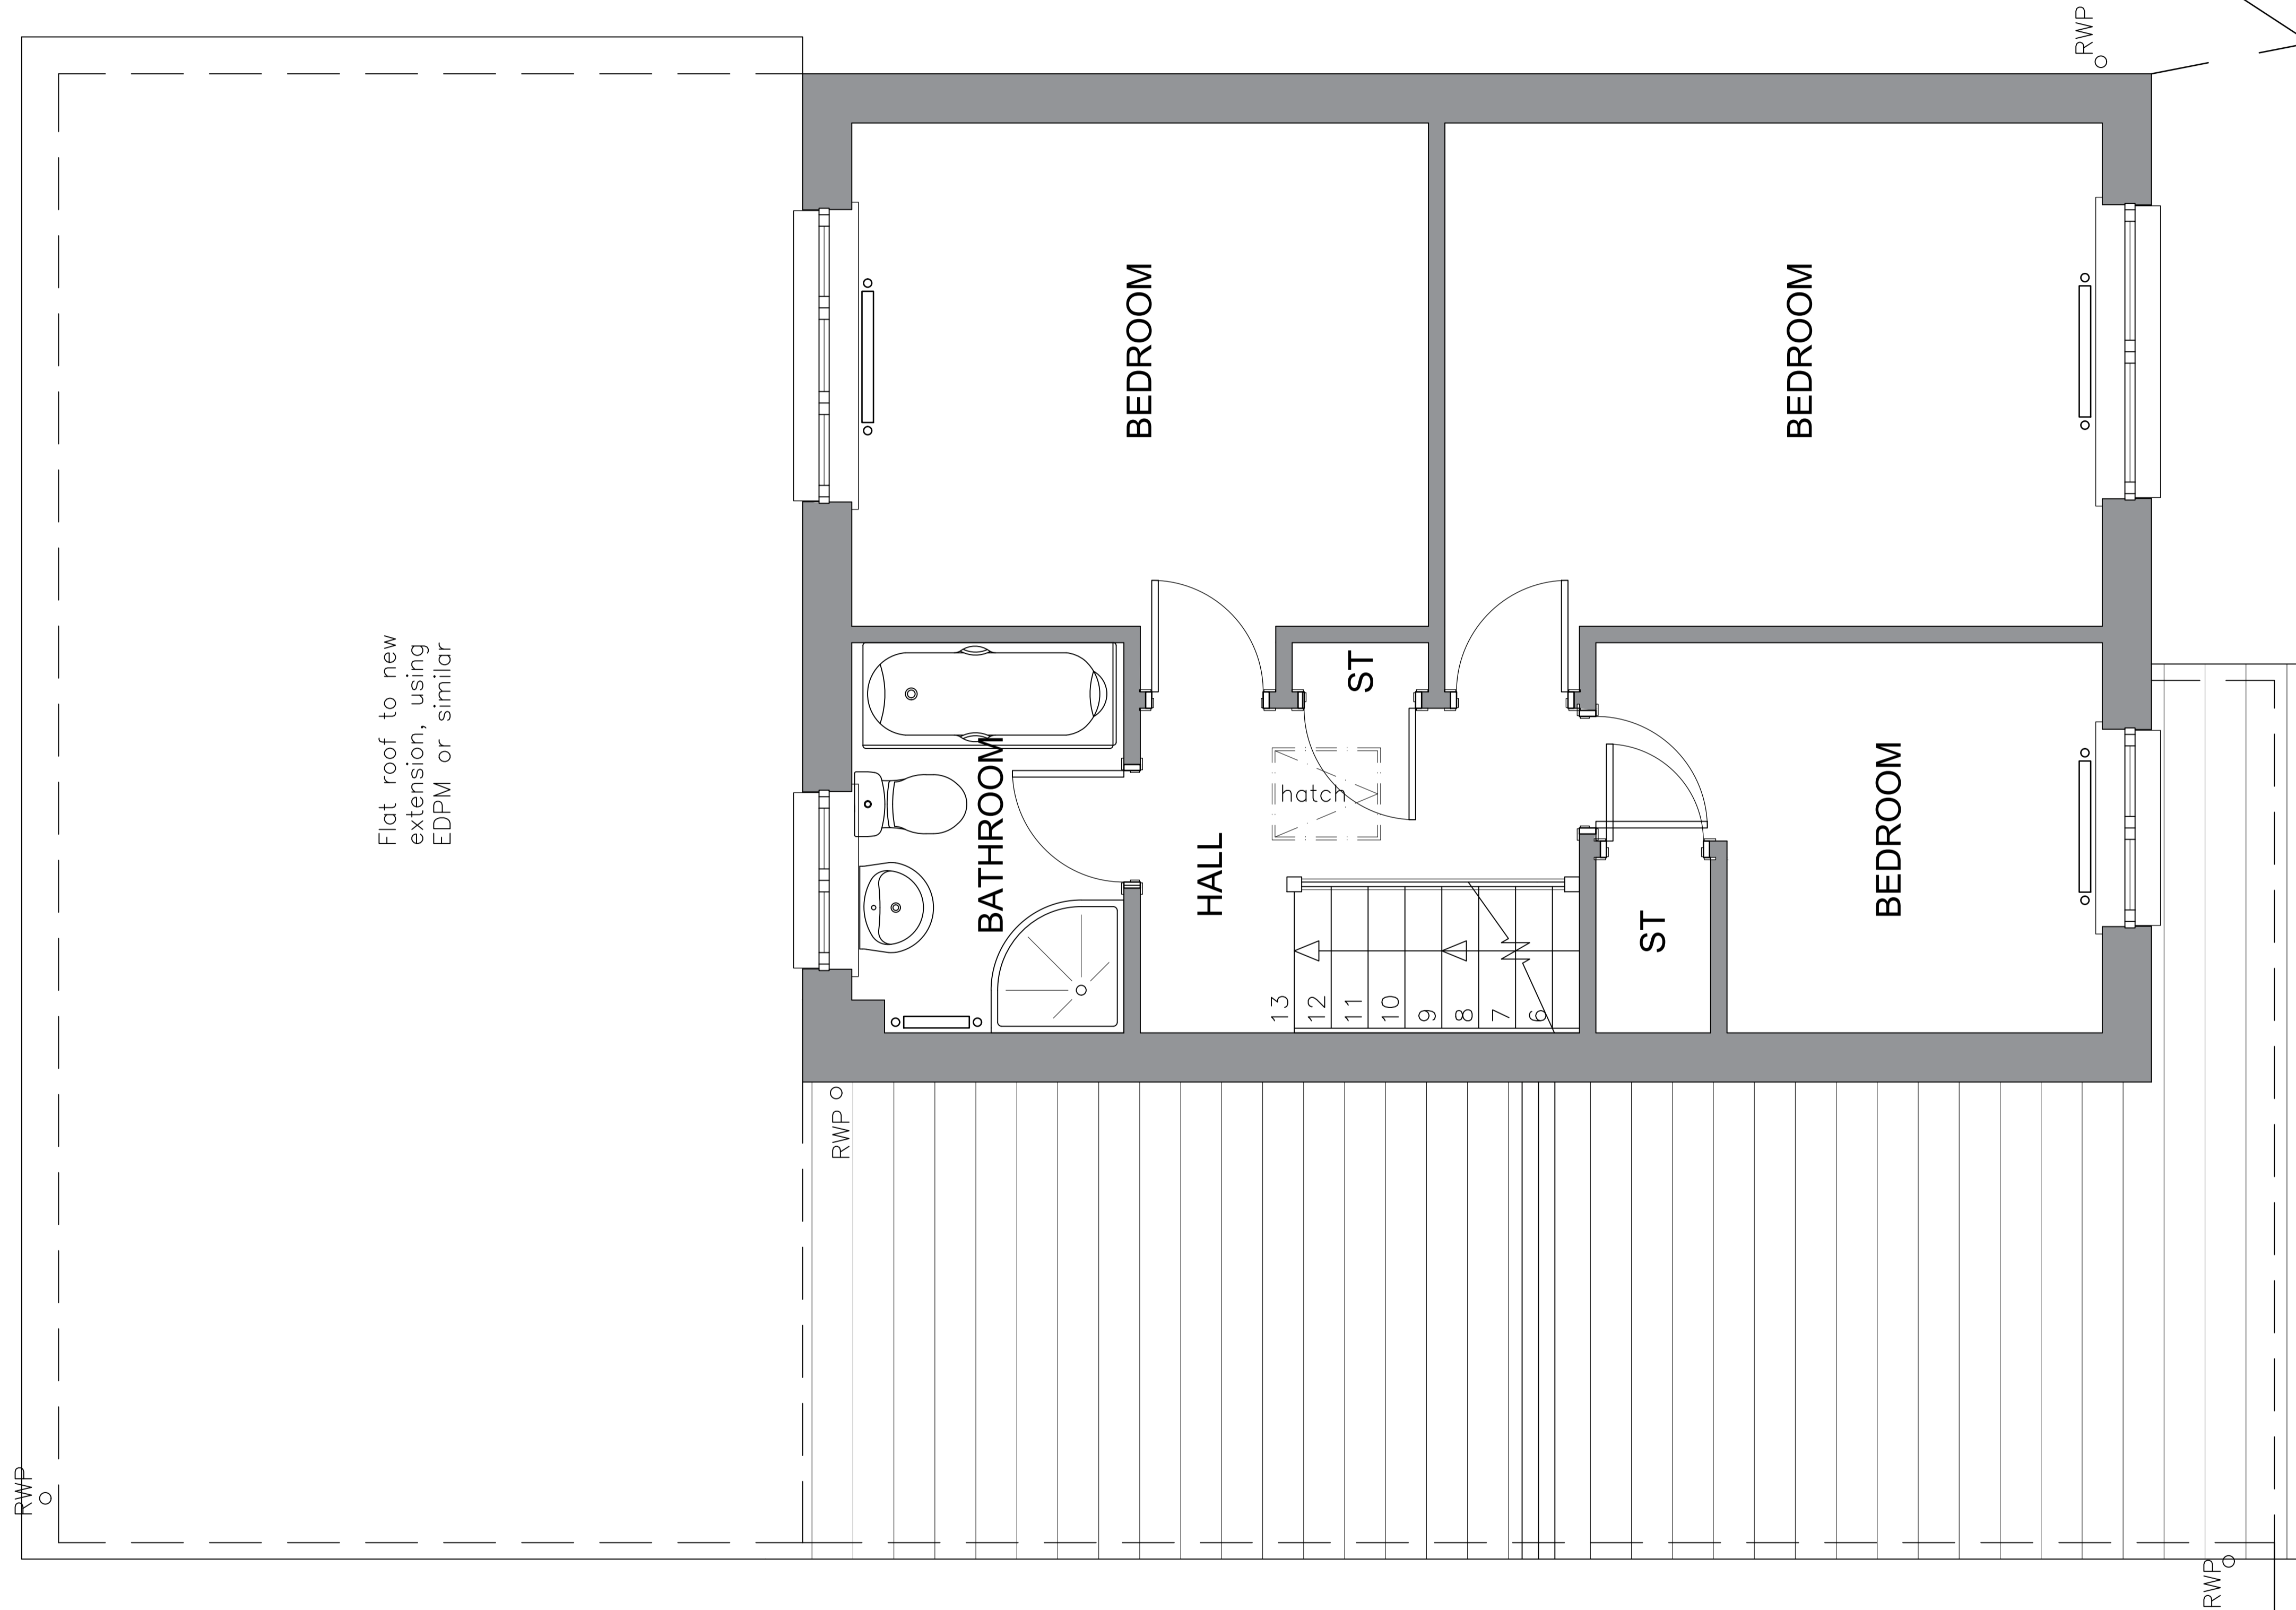 RWP
BEDROOM
BEDROOM
Flat roof to new
extension, using
EDPM or similar
BATHROOM
ST
hatch
HALL
BEDROOM
ST
13
12
11
10
9
8
7
6
RWP
RWP
RWP